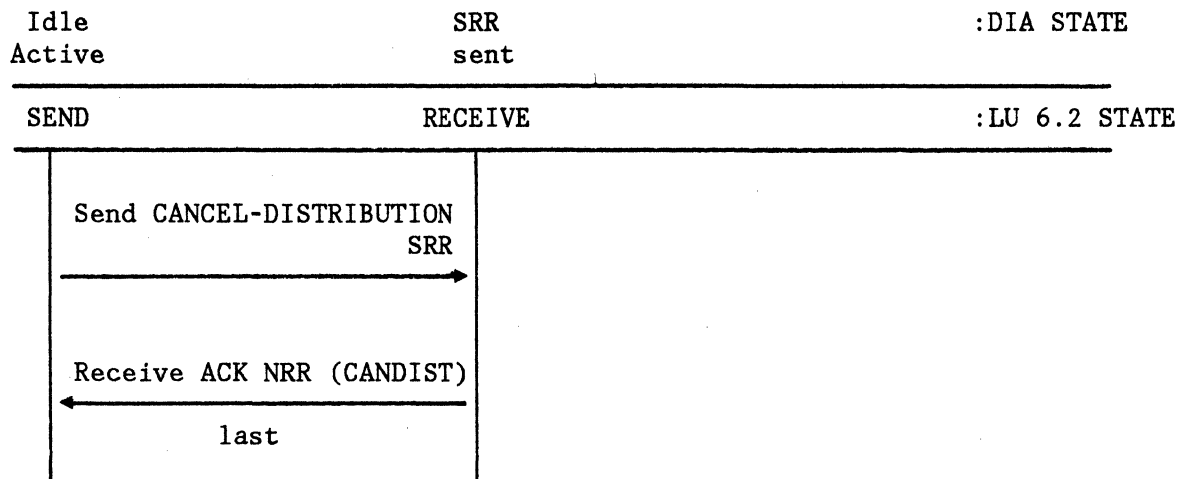 Idle SRR :DIA STATE
Active sent
SEND RECEIVE :LU 6.2 STATE
Send CANCEL-DISTRIBUTION
SRR
Receive ACK NRR (CANDIST)
last